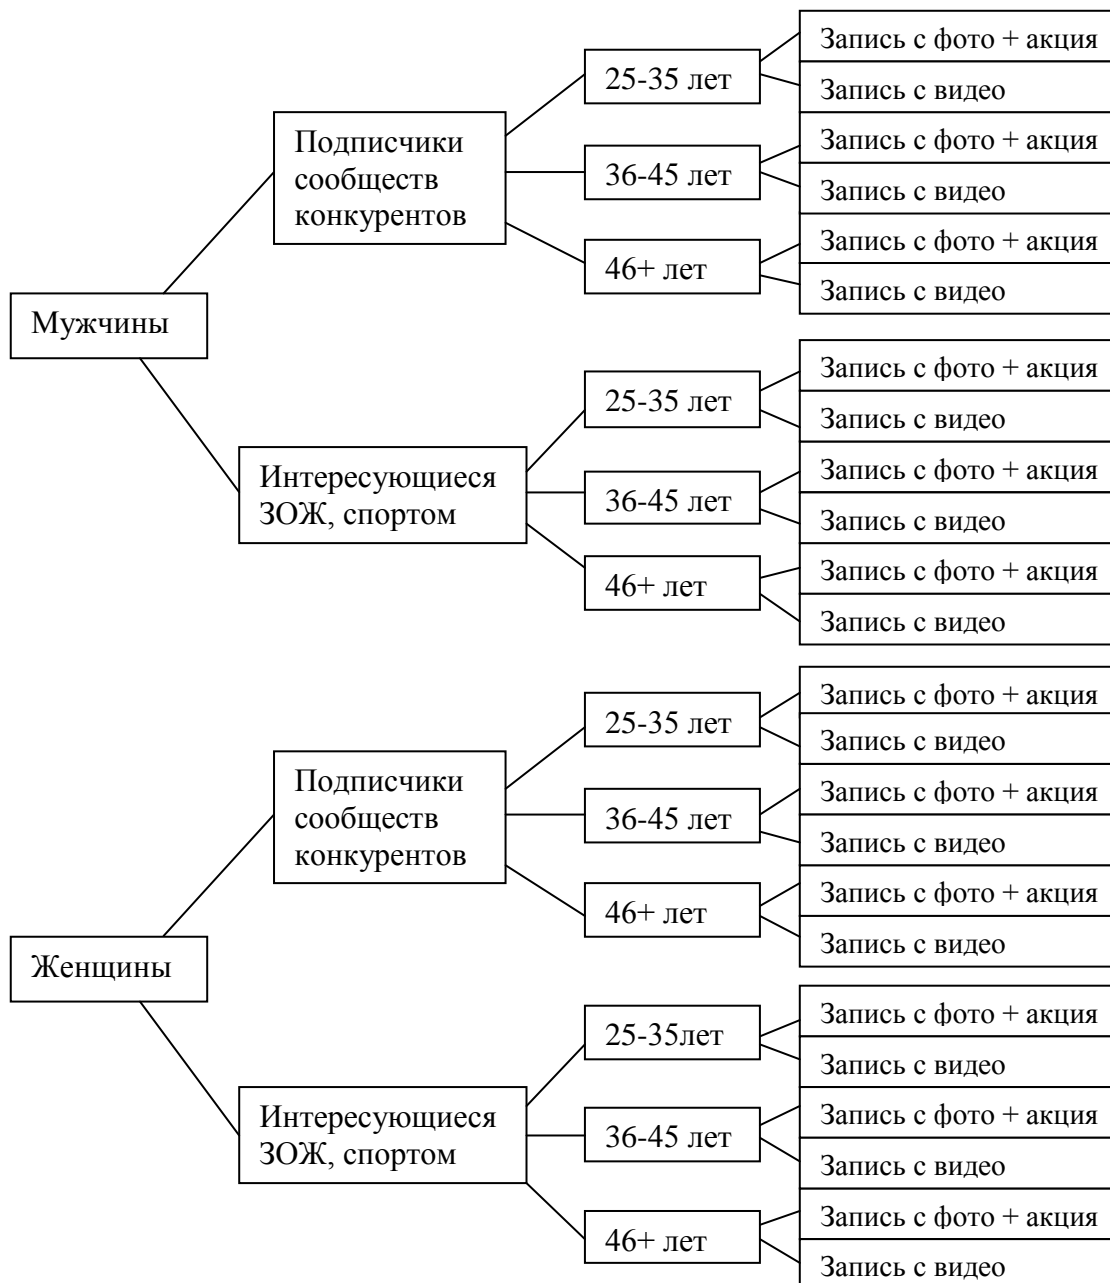 Мужчины
Подписчики
сообществ
конкурентов
25-35 лет
Запись с фото + акция
Запись с видео
36-45 лет
Запись с фото + акция
Запись с видео
46+ лет
Запись с фото + акция
Запись с видео
Интересующиеся
ЗОЖ, спортом
25-35 лет
Запись с фото + акция
Запись с видео
36-45 лет
Запись с фото + акция
Запись с видео
46+ лет
Запись с фото + акция
Запись с видео
Женщины
Подписчики
сообществ
конкурентов
25-35 лет
Запись с фото + акция
Запись с видео
36-45 лет
Запись с фото + акция
Запись с видео
46+ лет
Запись с фото + акция
Запись с видео
Интересующиеся
ЗОЖ, спортом
25-35лет
Запись с фото + акция
Запись с видео
36-45 лет
Запись с фото + акция
Запись с видео
46+ лет
Запись с фото + акция
Запись с видео